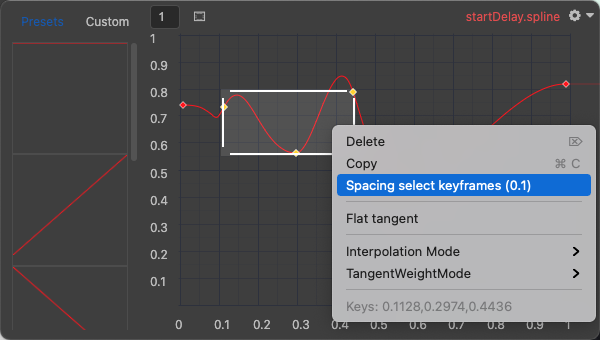 Presets Custom 1 startDelay.spline
1
0.9
0.8
0.7
0.6
0.5
0.4
0.3
0.2
0.1
Delete
Copy ⌘ C
Spacing select keyframes (0.1)
Flat tangent
Interpolation Mode
TangentWeightMode
Keys: 0.1128,0.2974,0.4436
0 0.1 0.2 0.3 0.4 0.5 0.6 0.7 0.8 0.9 1